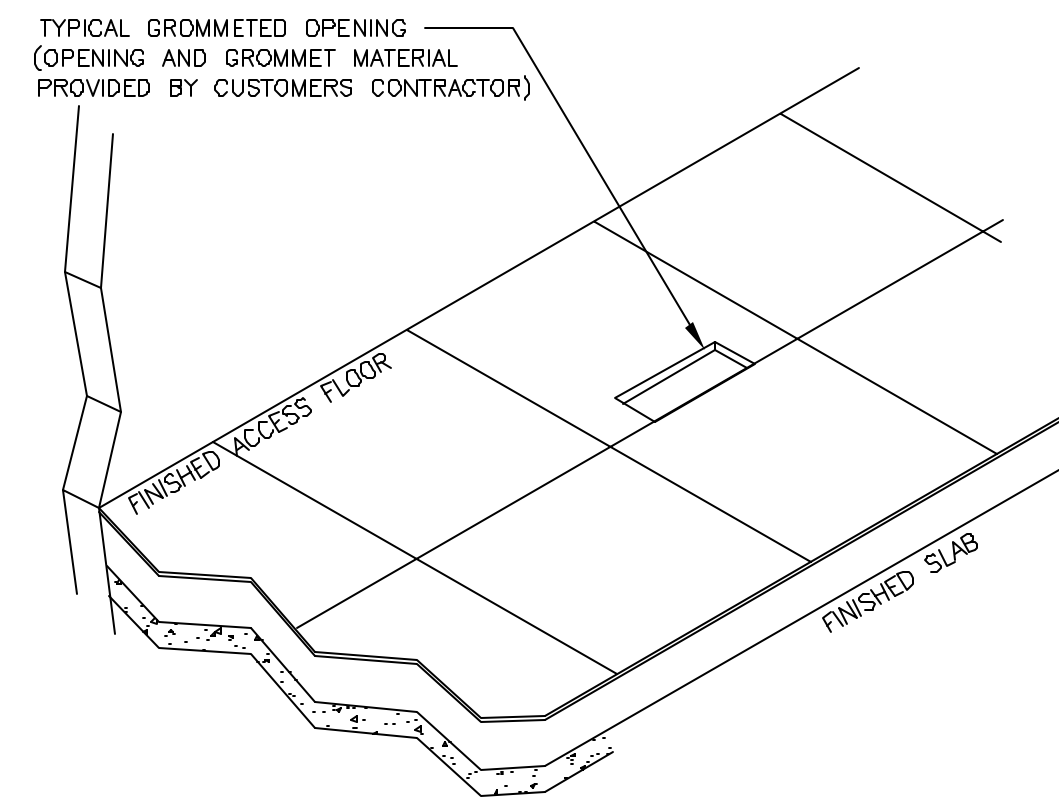 TYPICAL GROMMETED OPENING
(OPENING AND GROMMET MATERIAL
PROVIDED BY CUSTOMERS CONTRACTOR)
FINISHED ACCESS FLOOR
FINISHED SLAB